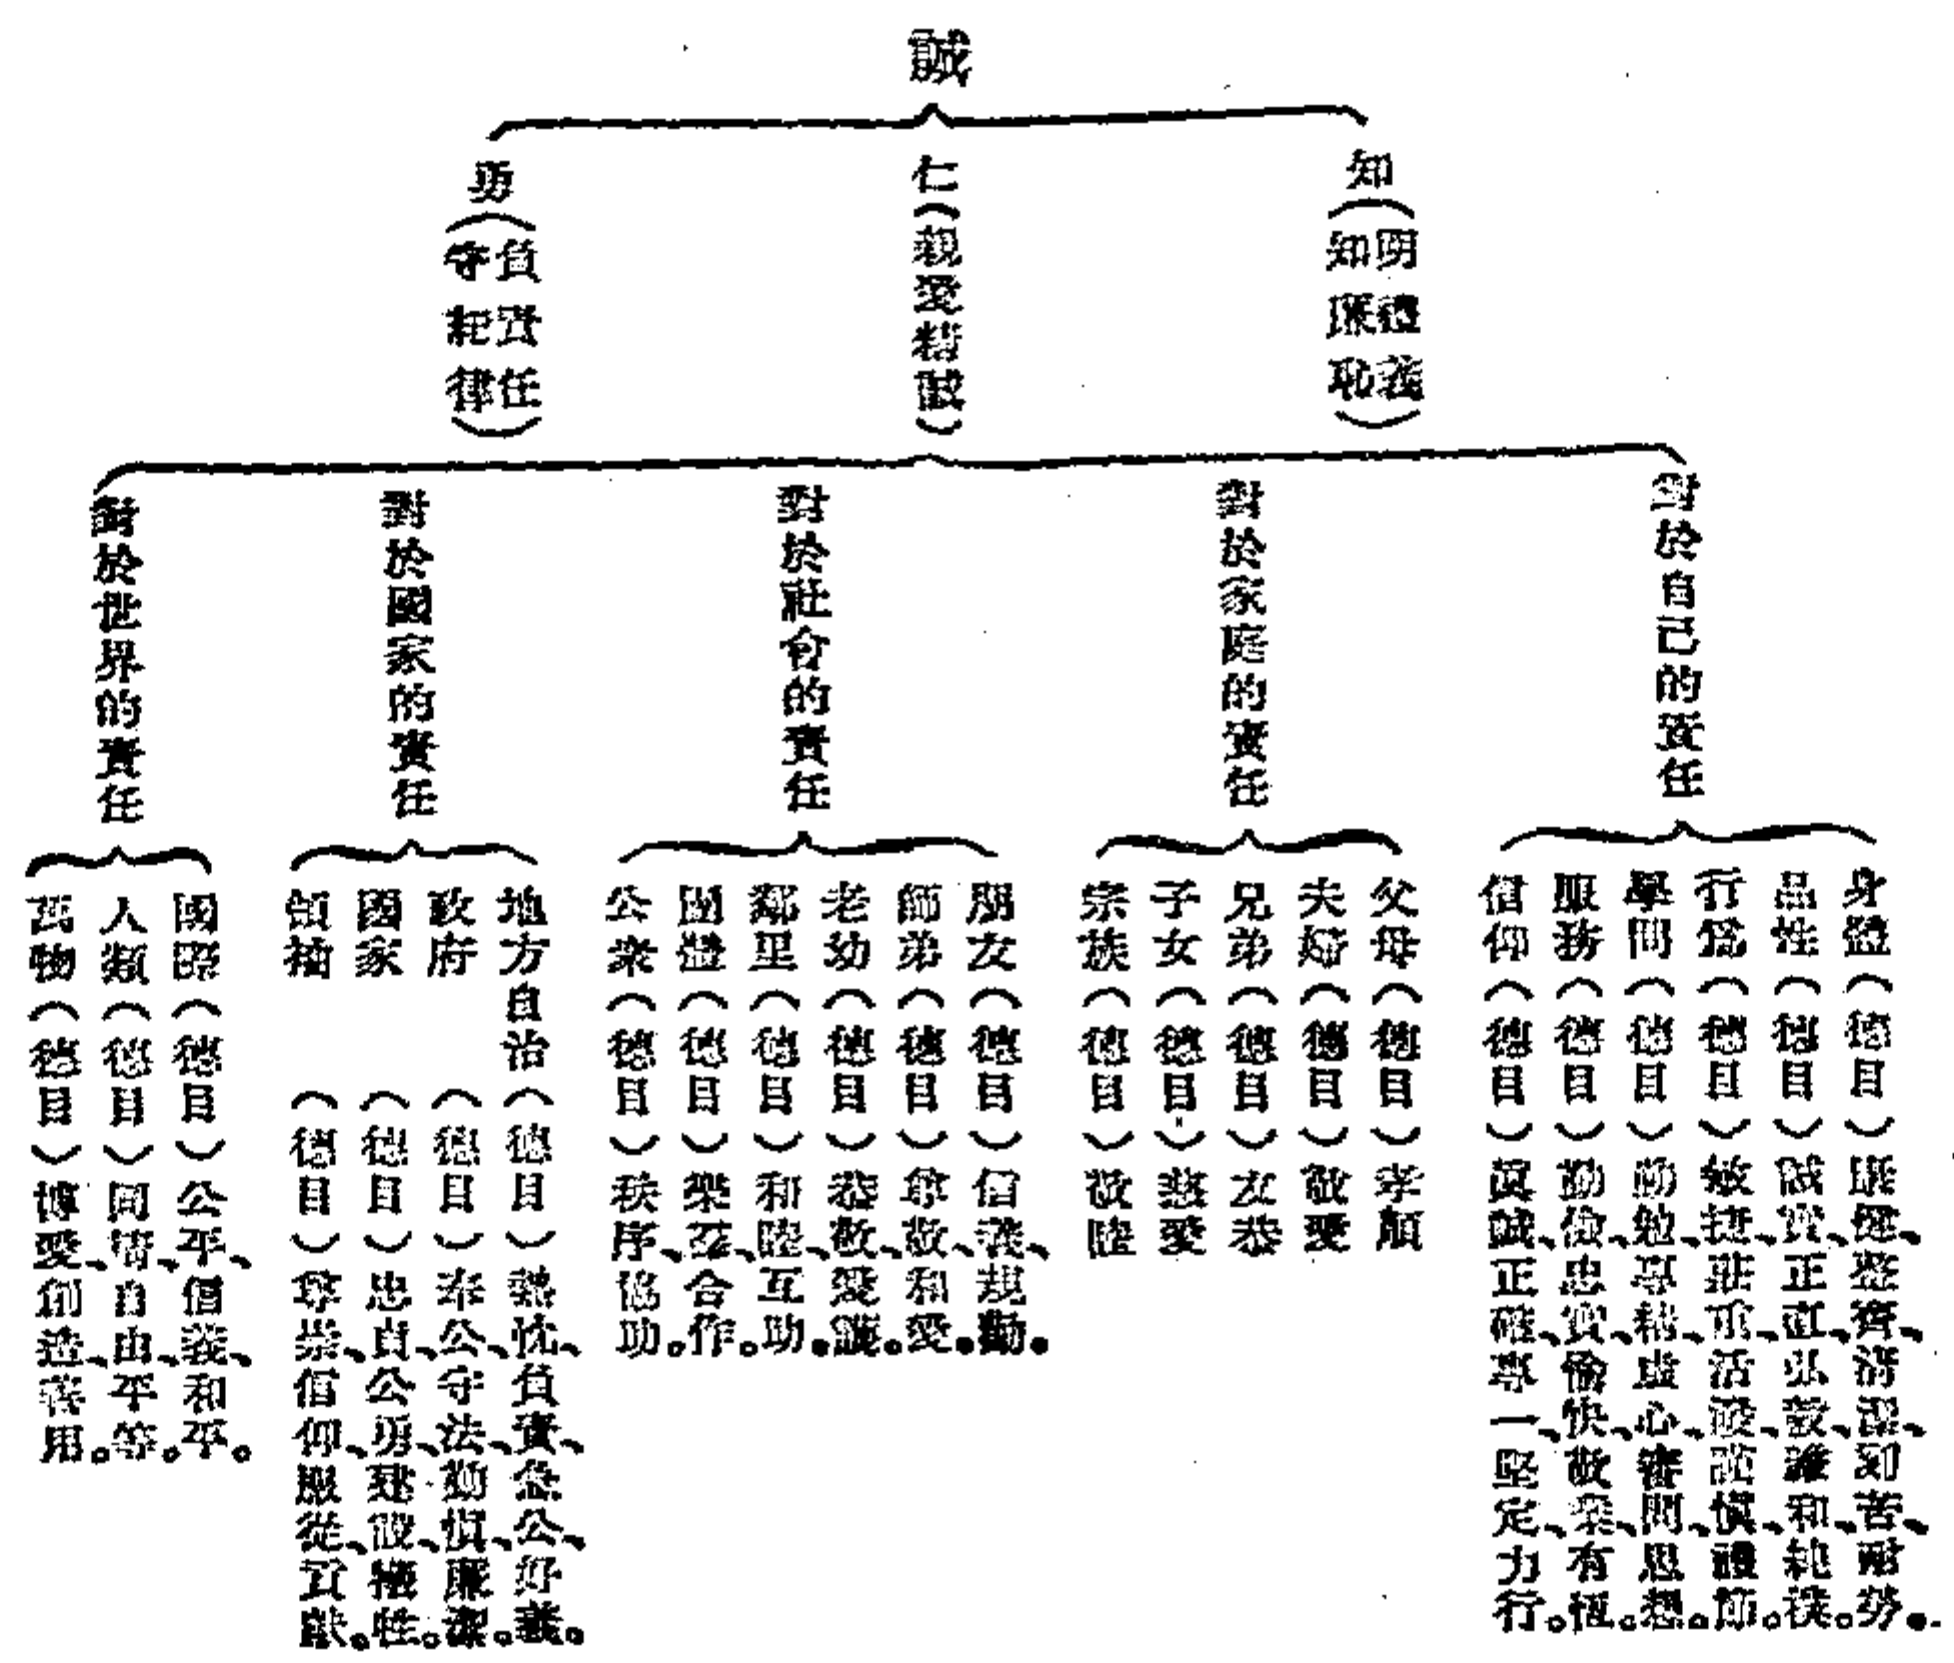 誠
知（明禮義
知廉恥）
仁（親愛精誠）
勇（負責任
守紀律）
對於自己的責任
身體（德目）康健、整齊、清潔、刻苦、耐勞。
品性（德目）誠實、正直、弘毅、謙和、純樸。
行爲（德目）敏捷、莊重、活潑、謹慎、禮節。
學問（德目）勤勉、專精、虛心、審問、思想。
服務（德目）勤儉、忠實、愉快、敬業、有恆。
信仰（德目）眞誠、正確、專一、堅定、力行。
對於家庭的責任
父母（德目）孝順
夫婦（德目）敬愛
兄弟（德目）友恭
子女（德目）慈愛
宗族（德目）敬睦
對於社會的責任
朋友（德目）信義、規勸。
師弟（德目）尊敬、和愛。
老幼（德目）恭敬、愛護。
鄰里（德目）和睦、互助。
團體（德目）樂羣、合作。
公衆（德目）秩序、協助。
對於國家的責任
地方自治（德目）熱忱、負責、急公、好義。
政府（德目）奉公、守法、勤慎、廉潔。
國家（德目）忠貞、公勇、建設、犧牲。
領袖（德目）尊崇、信仰、服從、貢獻。
對於世界的責任
國際（德目）公平、信義、和平。
人類（德目）同情、自由、平等。
萬物（德目）博愛、創造、善用。